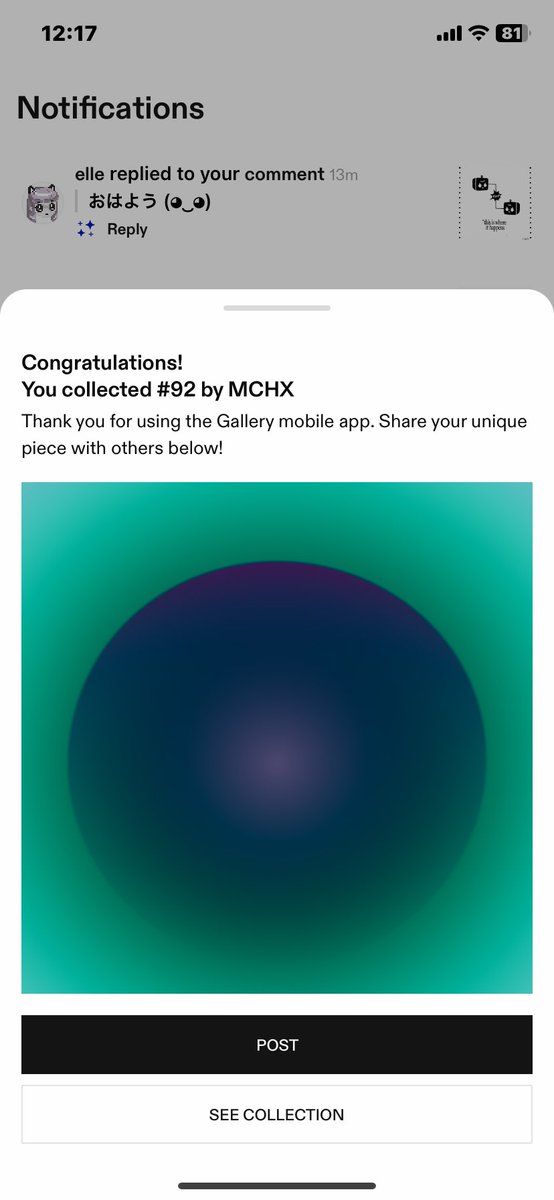 12:17
81
Notifications
elle replied to your comment 13m
おはよう (◕‿◕)
Reply
"this is where
it happens
Congratulations!
You collected #92 by MCHX
Thank you for using the Gallery mobile app. Share your unique
piece with others below!
POST
SEE COLLECTION